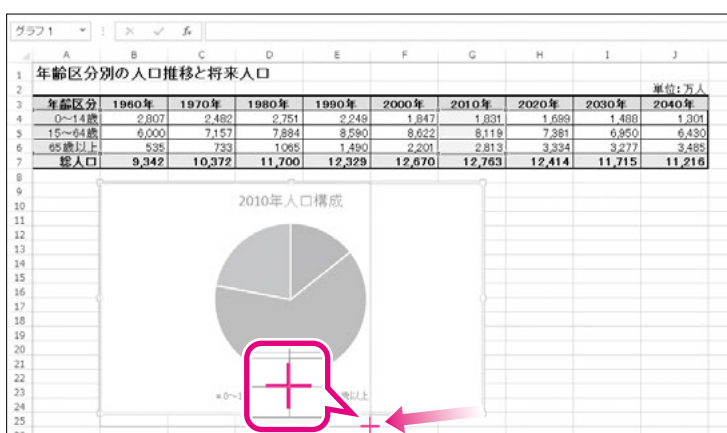 グラフ 1
fx
A B C D E F G H I J
1 年齢区分別の人口推移と将来人口
2 単位:万人
3 年齢区分 1960年 1970年 1980年 1990年 2000年 2010年 2020年 2030年 2040年
4 0～14歳 2,807 2,482 2,751 2,249 1,847 1,831 1,699 1,488 1,301
5 15～64歳 6,000 7,157 7,884 8,590 8,622 8,119 7,381 6,950 6,430
6 65歳以上 535 733 1065 1,490 2,201 2,813 3,334 3,277 3,485
7 総人口 9,342 10,372 11,700 12,329 12,670 12,763 12,414 11,715 11,216
8
9
10 2010年人口構成
11
12
13
14
15
16
17
18
19
20
21
22
23 0～1 歳以上
24
25